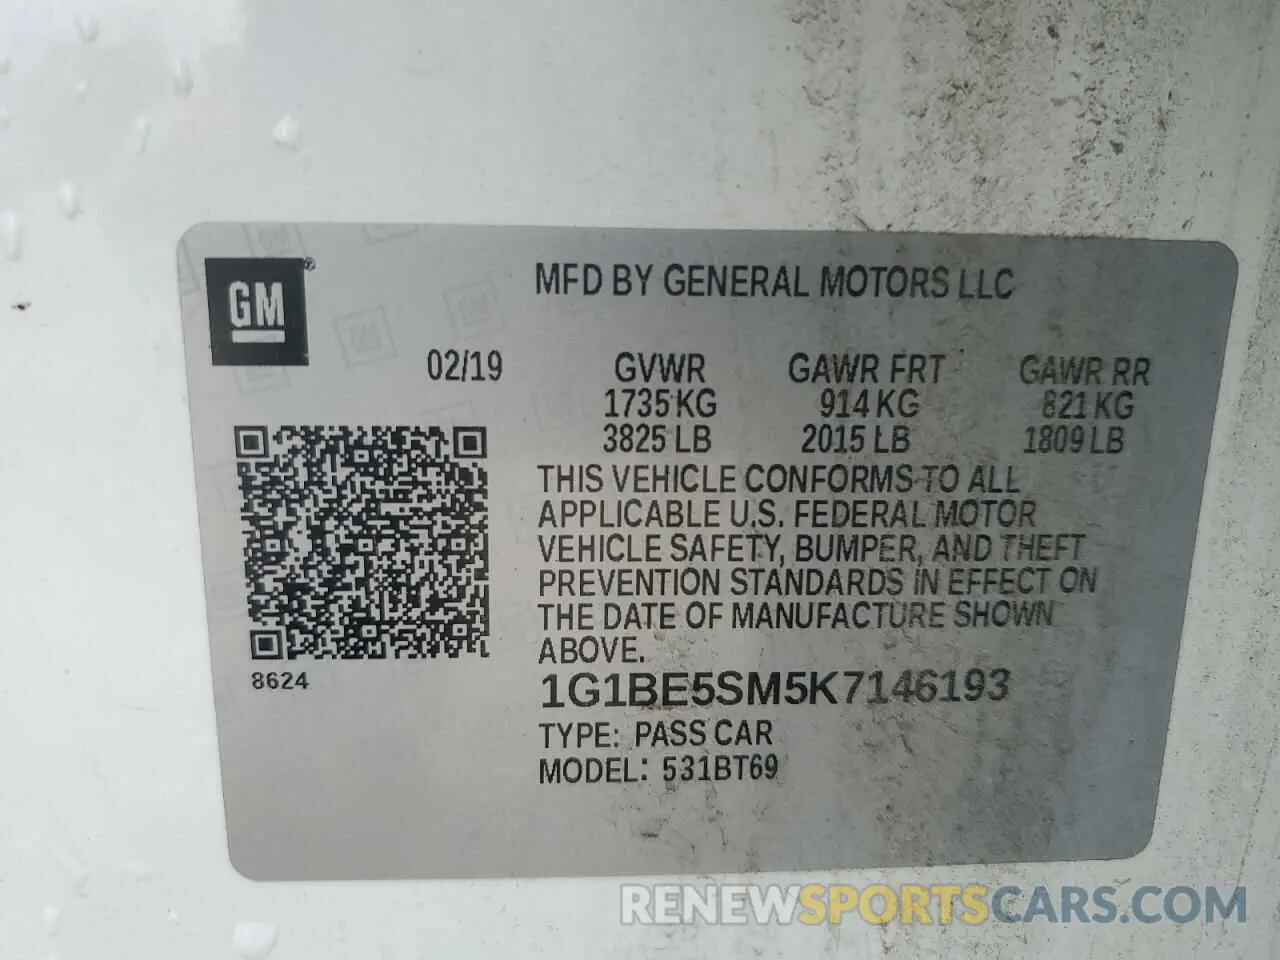 GM®
MFD BY GENERAL MOTORS LLC
02/19
GVWR GAWR FRT GAWR RR
1735 KG 914 KG 821 KG
3825 LB 2015 LB 1809 LB
THIS VEHICLE CONFORMS TO ALL
APPLICABLE U.S. FEDERAL MOTOR
VEHICLE SAFETY, BUMPER, AND THEFT
PREVENTION STANDARDS IN EFFECT ON
THE DATE OF MANUFACTURE SHOWN
ABOVE.
8624
1G1BE5SM5K7146193
TYPE: PASS CAR
MODEL: 531BT69
RENEWSPORTSCARS.COM